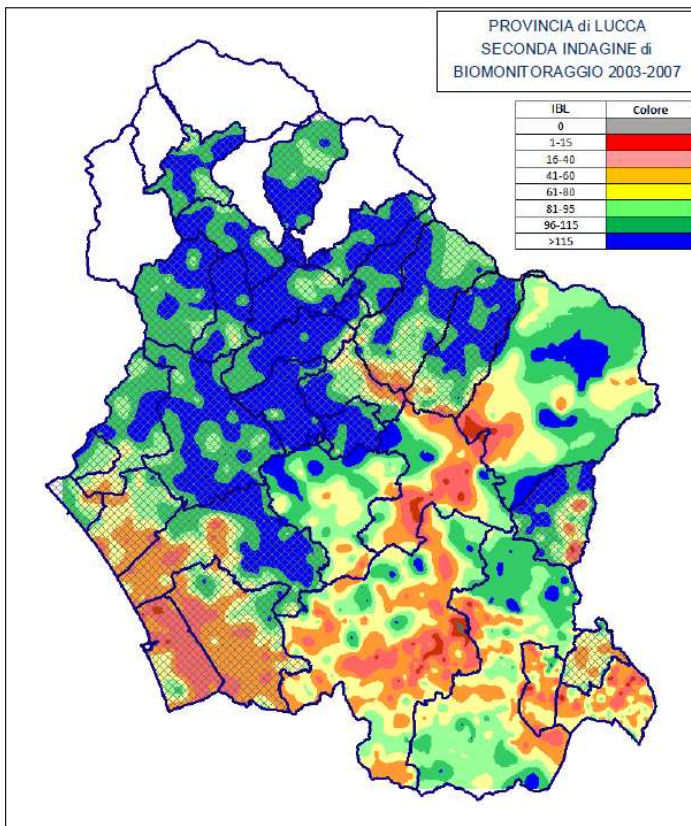 PROVINCIA di LUCCA
SECONDA INDAGINE di
BIOMONITORAGGIO 2003-2007
IBL Colore
0
1-15
16-40
41-60
61-80
81-95
96-115
>115